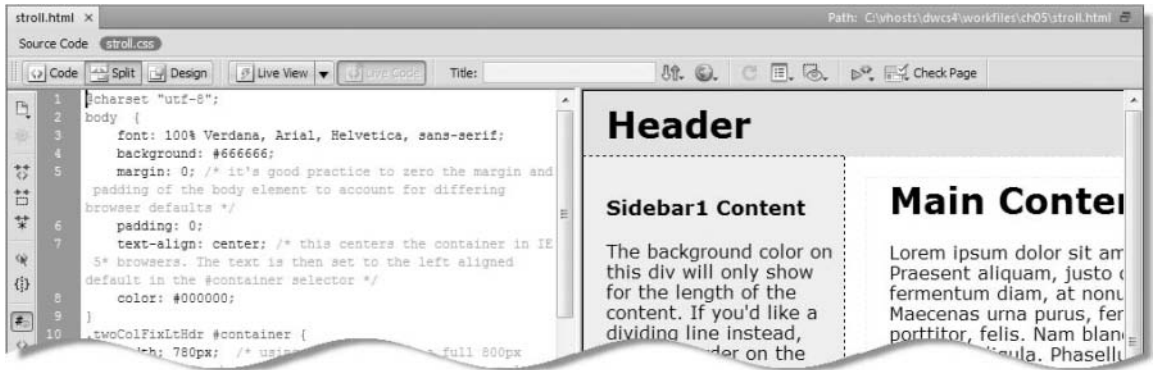 stroll.html ×
Path: C:\vhosts\dwcs4\workfiles\ch05\stroll.html
Source Code stroll.css
Code Split Design Live View Live Code Title: Check Page
1 @charset "utf-8";
2 body {
3 font: 100% Verdana, Arial, Helvetica, sans-serif;
4 background: #666666;
5 margin: 0; /* it's good practice to zero the margin and
padding of the body element to account for differing
browser defaults */
6 padding: 0;
7 text-align: center; /* this centers the container in IE
5* browsers. The text is then set to the left aligned
default in the #container selector */
8 color: #000000;
9 }
10 .twoColFixLtHdr #container {
780px; /* using full 800px
Header
Sidebar1 Content
The background color on
this div will only show
for the length of the
content. If you'd like a
dividing line instead,
on the
Main Conte
Lorem ipsum dolor sit am
Praesent aliquam, justo
fermentum diam, at
Maecenas urna purus,
porttitor, felis. Nam